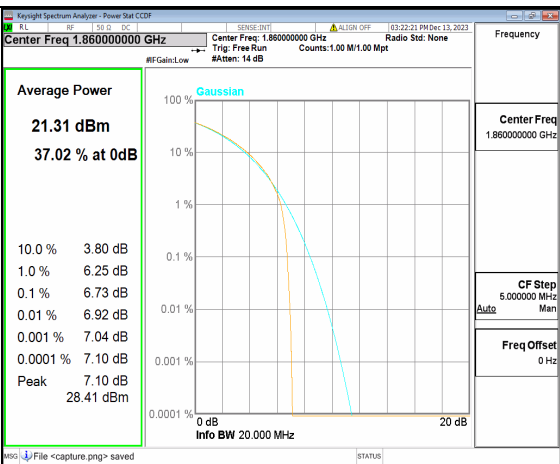 Keysight Spectrum Analyzer - Power Stat CCDF
RL RF 50 Ω DC SENSE:INT ALIGN OFF 03:22:21 PM Dec 13, 2023
Center Freq 1.860000000 GHz
Center Freq: 1.860000000 GHz Radio Std: None
Trig: Free Run Counts:1.00 M/1.00 Mpt
#IFGain:Low #Atten: 14 dB
Frequency
Average Power
21.31 dBm
37.02 % at 0dB
10.0 % 3.80 dB
1.0 % 6.25 dB
0.1 % 6.73 dB
0.01 % 6.92 dB
0.001 % 7.04 dB
0.0001 % 7.10 dB
Peak 7.10 dB
28.41 dBm
Gaussian
100 %
10 %
1 %
0.1 %
0.01 %
0.001 %
0.0001 %
0 dB 20 dB
Info BW 20.000 MHz
Center Freq
1.860000000 GHz
CF Step
5.000000 MHz
Auto Man
Freq Offset
0 Hz
MSG File <capture.png> saved STATUS